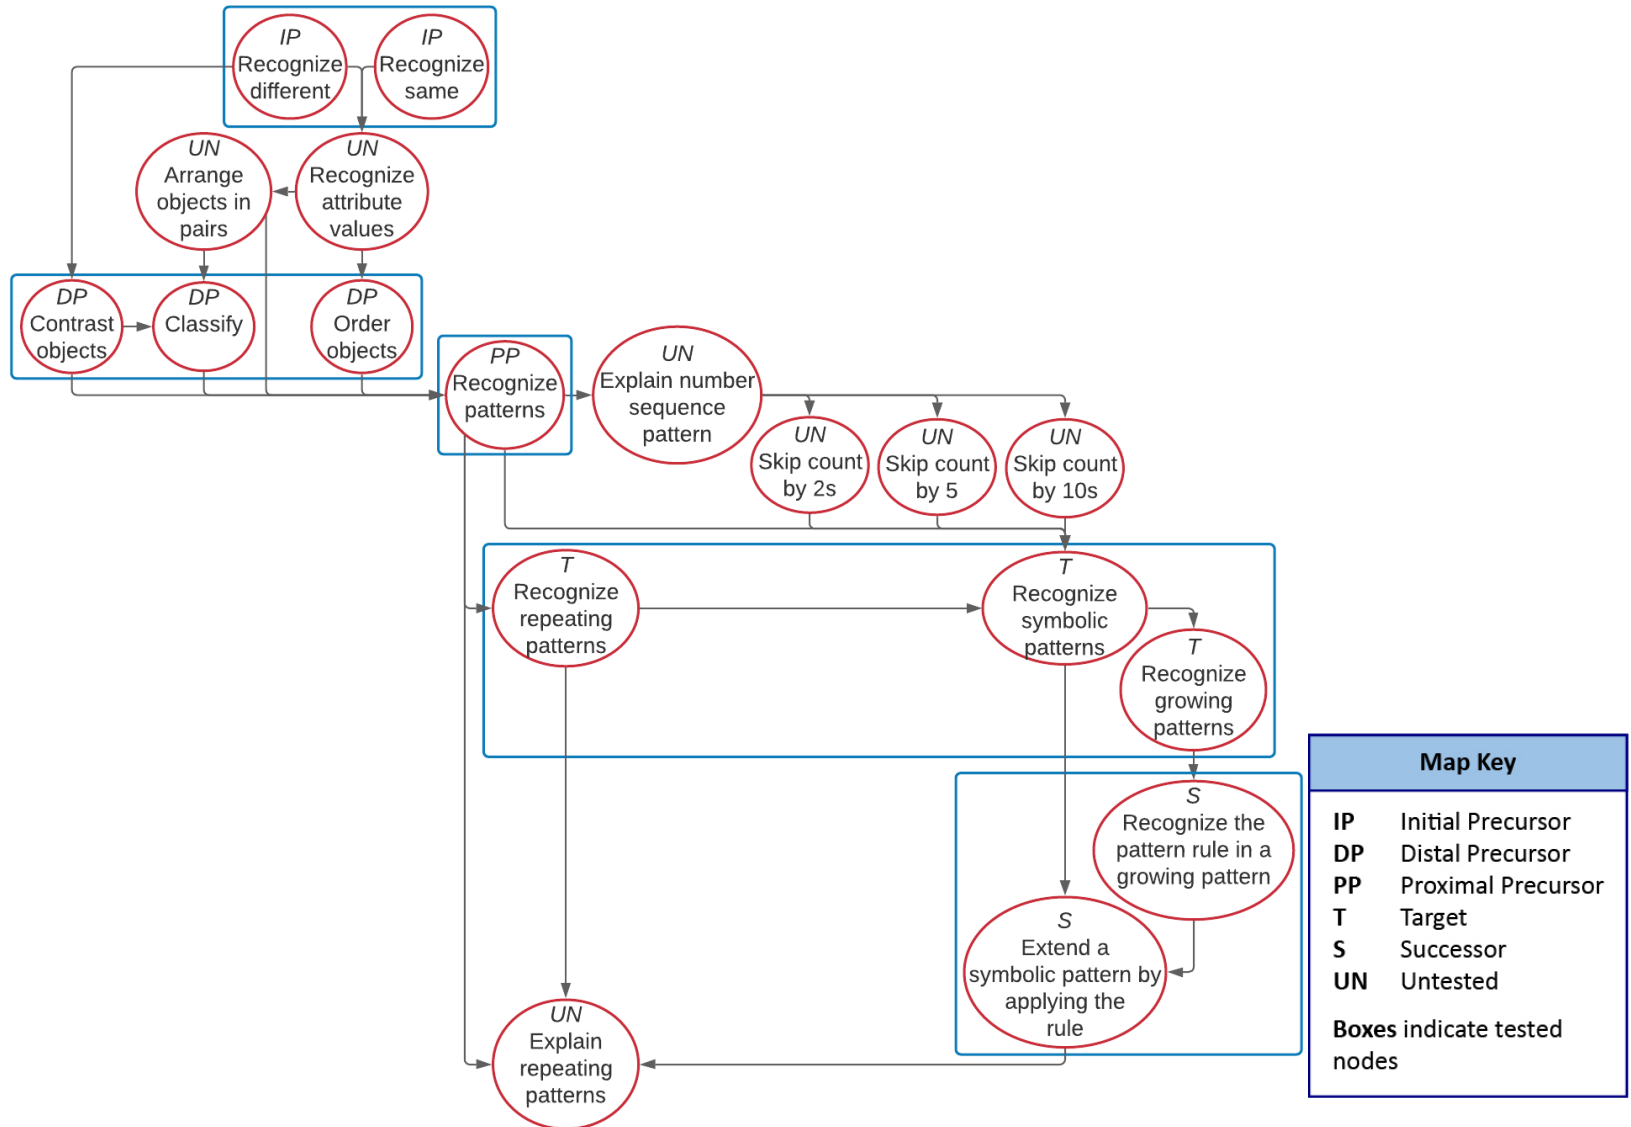 IP
Recognize
different
IP
Recognize
same
UN
Arrange
objects in
pairs
UN
Recognize
attribute
values
DP
Contrast
objects
DP
Classify
DP
Order
objects
PP
Recognize
patterns
UN
Explain number
sequence
pattern
UN
Skip count
by 2s
UN
Skip count
by 5
UN
Skip count
by 10s
T
Recognize
repeating
patterns
T
Recognize
symbolic
patterns
T
Recognize
growing
patterns
S
Recognize the
pattern rule in a
growing pattern
S
Extend a
symbolic pattern by
applying the
rule
UN
Explain
repeating
patterns
Map Key
IP Initial Precursor
DP Distal Precursor
PP Proximal Precursor
T Target
S Successor
UN Untested
Boxes indicate tested
nodes